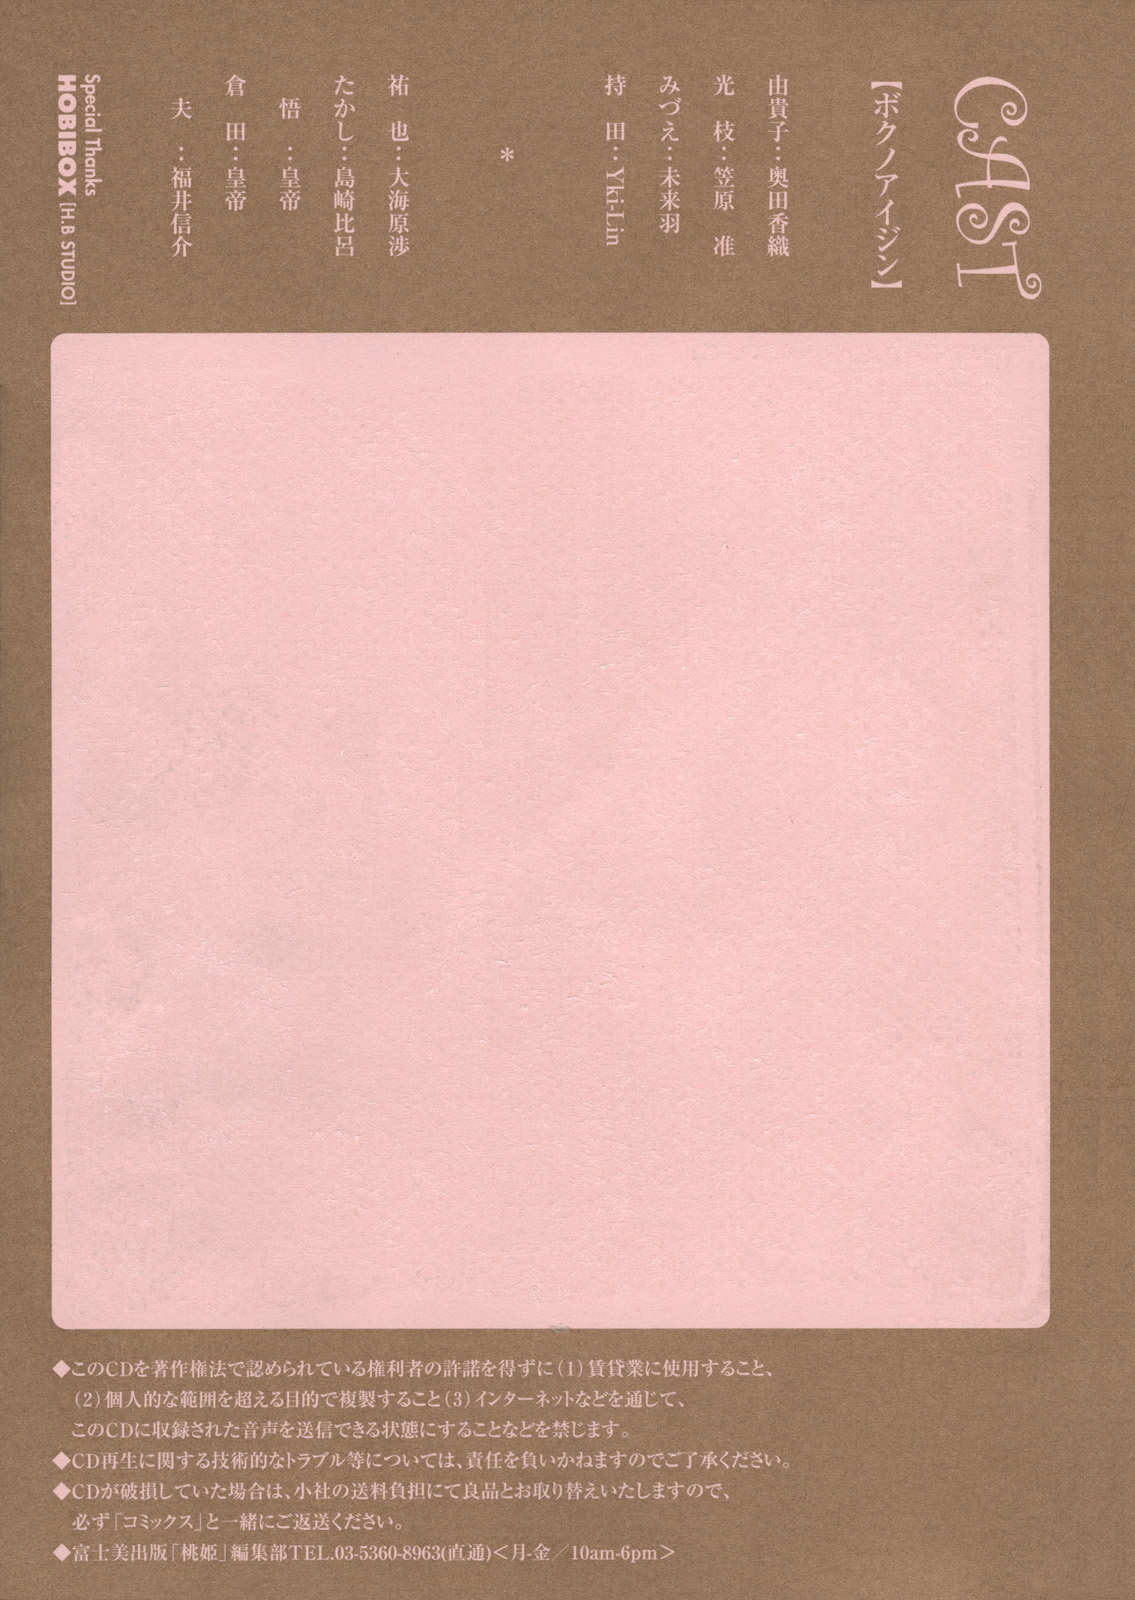 CAST
【ボクノアイジン】
由貴子：奥田香織
光　枝：笠原　准
みづえ：未来羽
持　田：Yki-Lin
＊
祐　也：大海原渉
たかし：島崎比呂
悟　：皇帝
倉　田：皇帝
夫　：福井信介
Special Thanks
HOBIBOX [H.B STUDIO]
◆このCDを著作権法で認められている権利者の許諾を得ずに（1）賃貸業に使用すること、
（2）個人的な範囲を超える目的で複製すること（3）インターネットなどを通じて、
このCDに収録された音声を送信できる状態にすることなどを禁じます。
◆CD再生に関する技術的なトラブル等については、責任を負いかねますのでご了承ください。
◆CDが破損していた場合は、小社の送料負担にて良品とお取り替えいたしますので、
必ず「コミックス」と一緒にご返送ください。
◆富士美出版「桃姫」編集部TEL.03-5360-8963(直通)＜月-金／10am-6pm＞